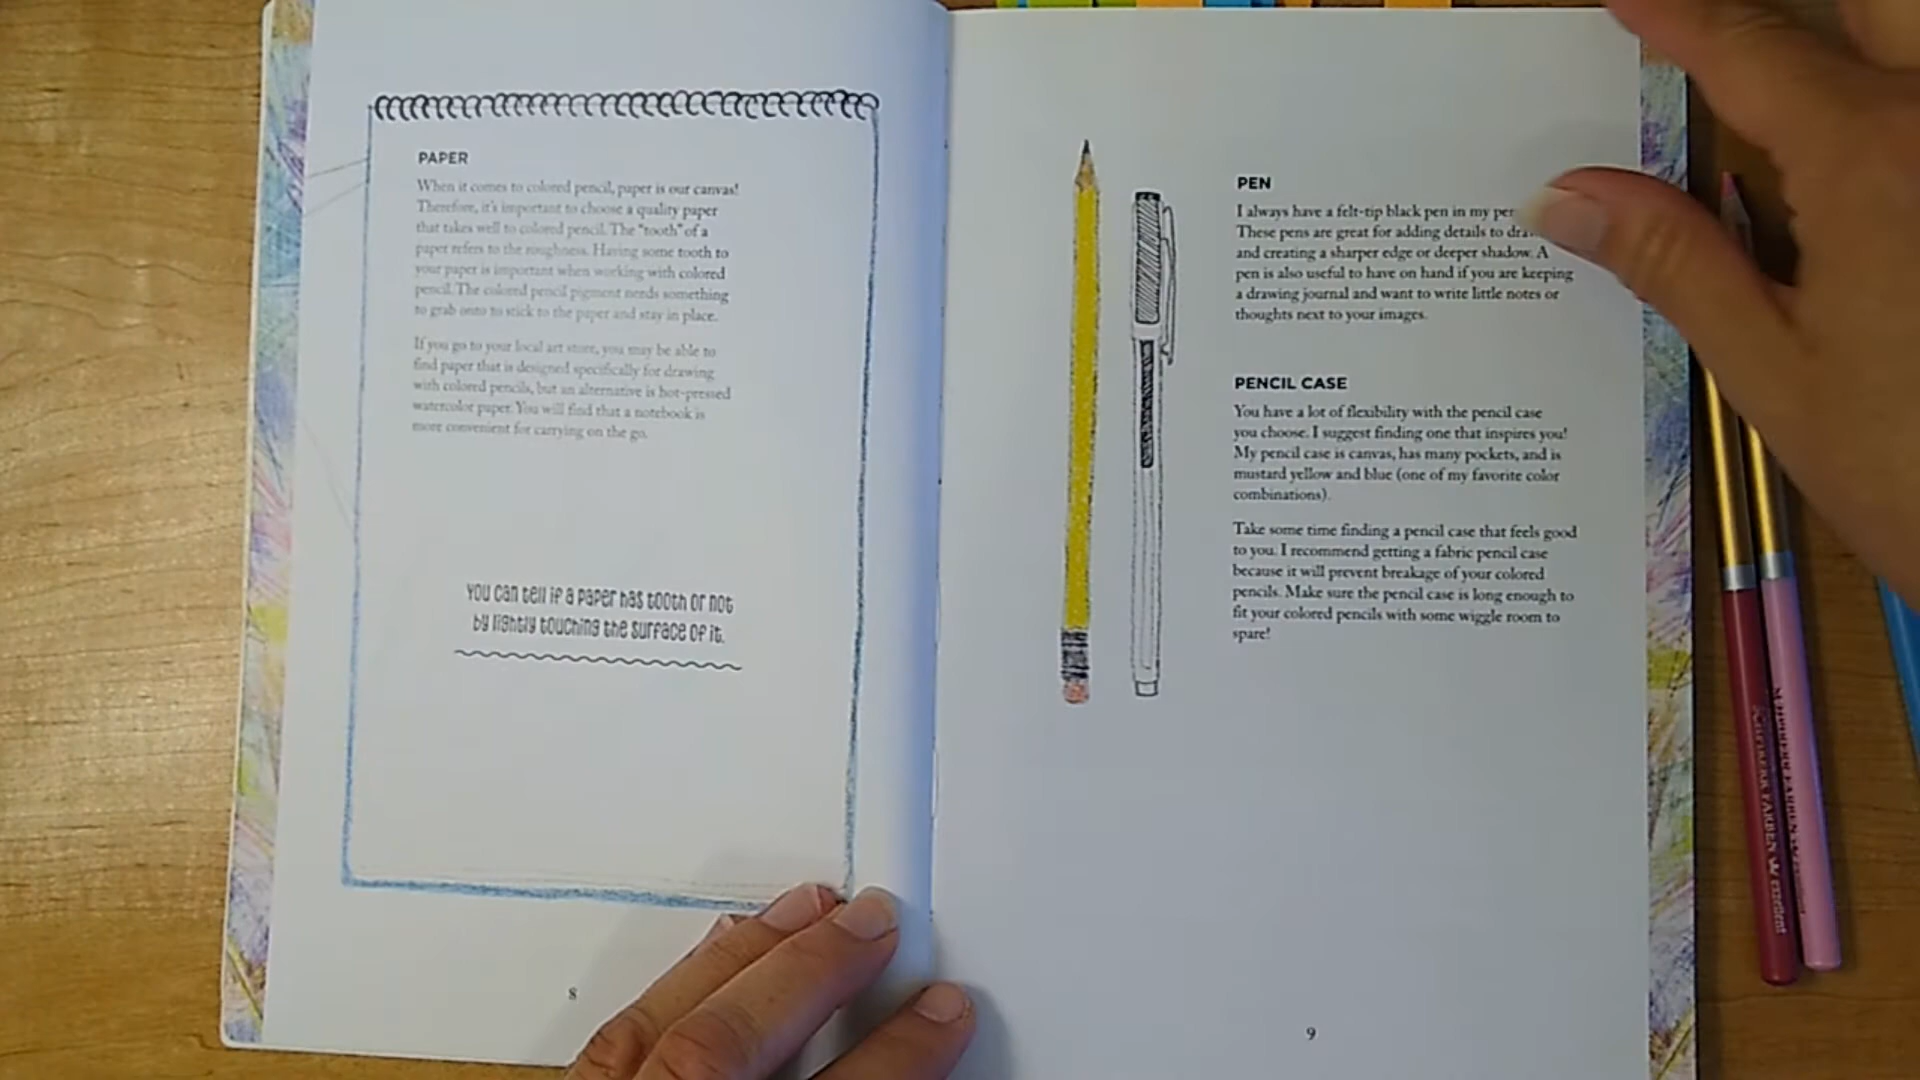 PAPER
When it comes to colored pencil, paper is our canvas!
Therefore, it's important to choose a quality paper
that takes well to colored pencil. The "tooth" of a
paper refers to the roughness. Having some tooth to
your paper is important when working with colored
pencil. The colored pencil pigment needs something
to grab onto to stick to the paper and stay in place.
If you go to your local art store, you may be able to
find paper that is designed specifically for drawing
with colored pencils, but an alternative is hot-pressed
watercolor paper. You will find that a notebook is
more convenient for carrying on the go.
You can tell if a paper has tooth or not
by lightly touching the surface of it.
8
PEN
I always have a felt-tip black pen in my
These pens are great for adding details to
and creating a sharper edge or deeper shadow. A
pen is also useful to have on hand if you are keeping
a drawing journal and want to write little notes or
thoughts next to your images.
PENCIL CASE
You have a lot of flexibility with the pencil case
you choose. I suggest finding one that inspires you!
My pencil case is canvas, has many pockets, and is
mustard yellow and blue (one of my favorite color
combinations).
Take some time finding a pencil case that feels good
to you. I recommend getting a fabric pencil case
because it will prevent breakage of your colored
pencils. Make sure the pencil case is long enough to
fit your colored pencils with some wiggle room to
spare!
9